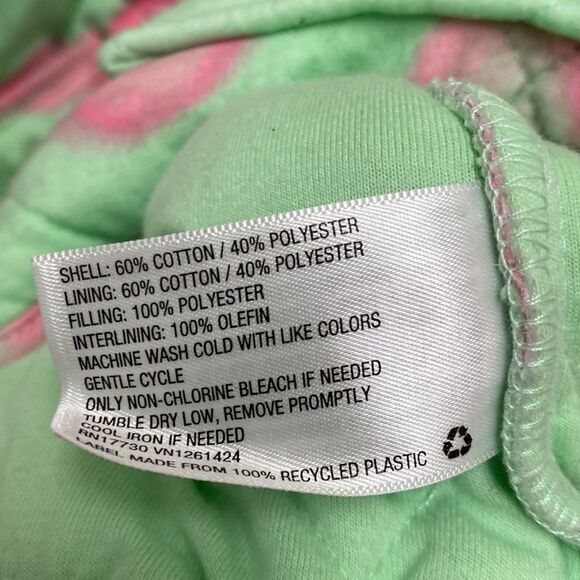 SHELL: 60% COTTON / 40% POLYESTER
LINING: 60% COTTON / 40% POLYESTER
FILLING: 100% POLYESTER
INTERLINING: 100% OLEFIN
MACHINE WASH COLD WITH LIKE COLORS
GENTLE CYCLE
ONLY NON-CHLORINE BLEACH IF NEEDED
TUMBLE DRY LOW, REMOVE PROMPTLY
COOL IRON IF NEEDED
RN17730 VN1261424
LABEL MADE FROM 100% RECYCLED PLASTIC